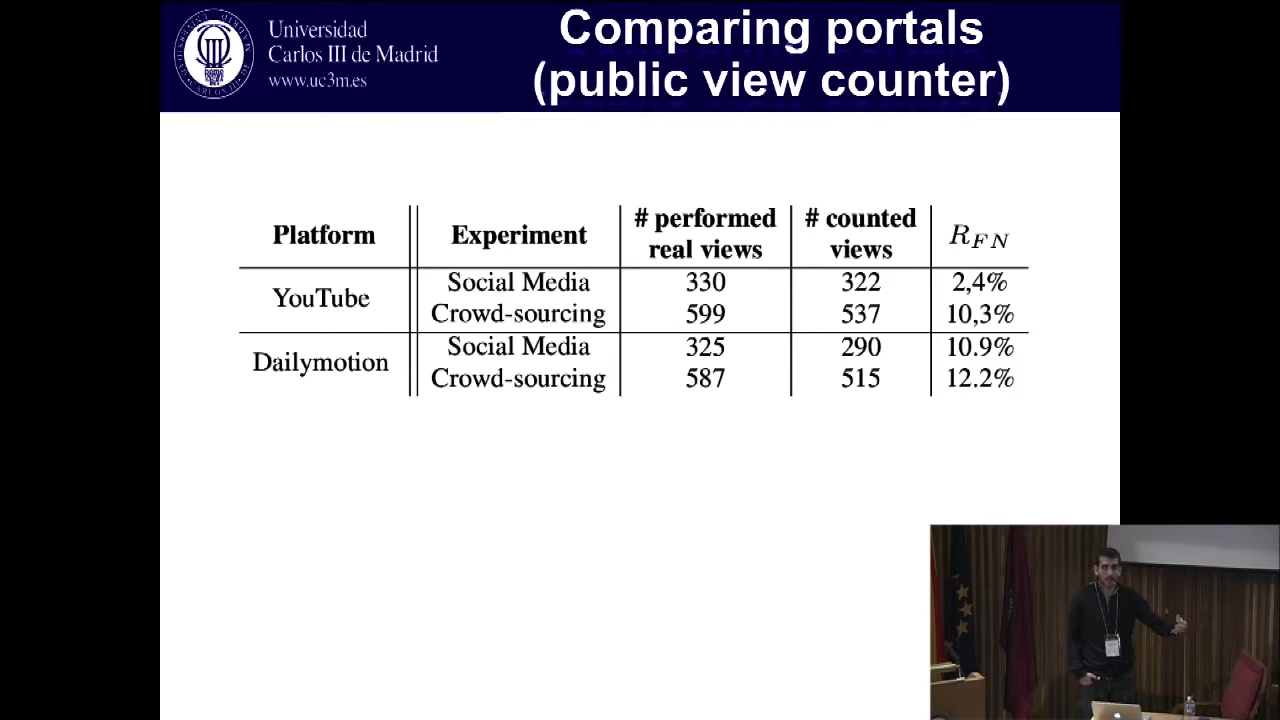 Universidad
Carlos III de Madrid
www.uc3m.es
Comparing portals
(public view counter)
Platform Experiment # performed real views # counted views R_FN
YouTube Social Media 330 322 2,4%
Crowd-sourcing 599 537 10,3%
Dailymotion Social Media 325 290 10.9%
Crowd-sourcing 587 515 12.2%